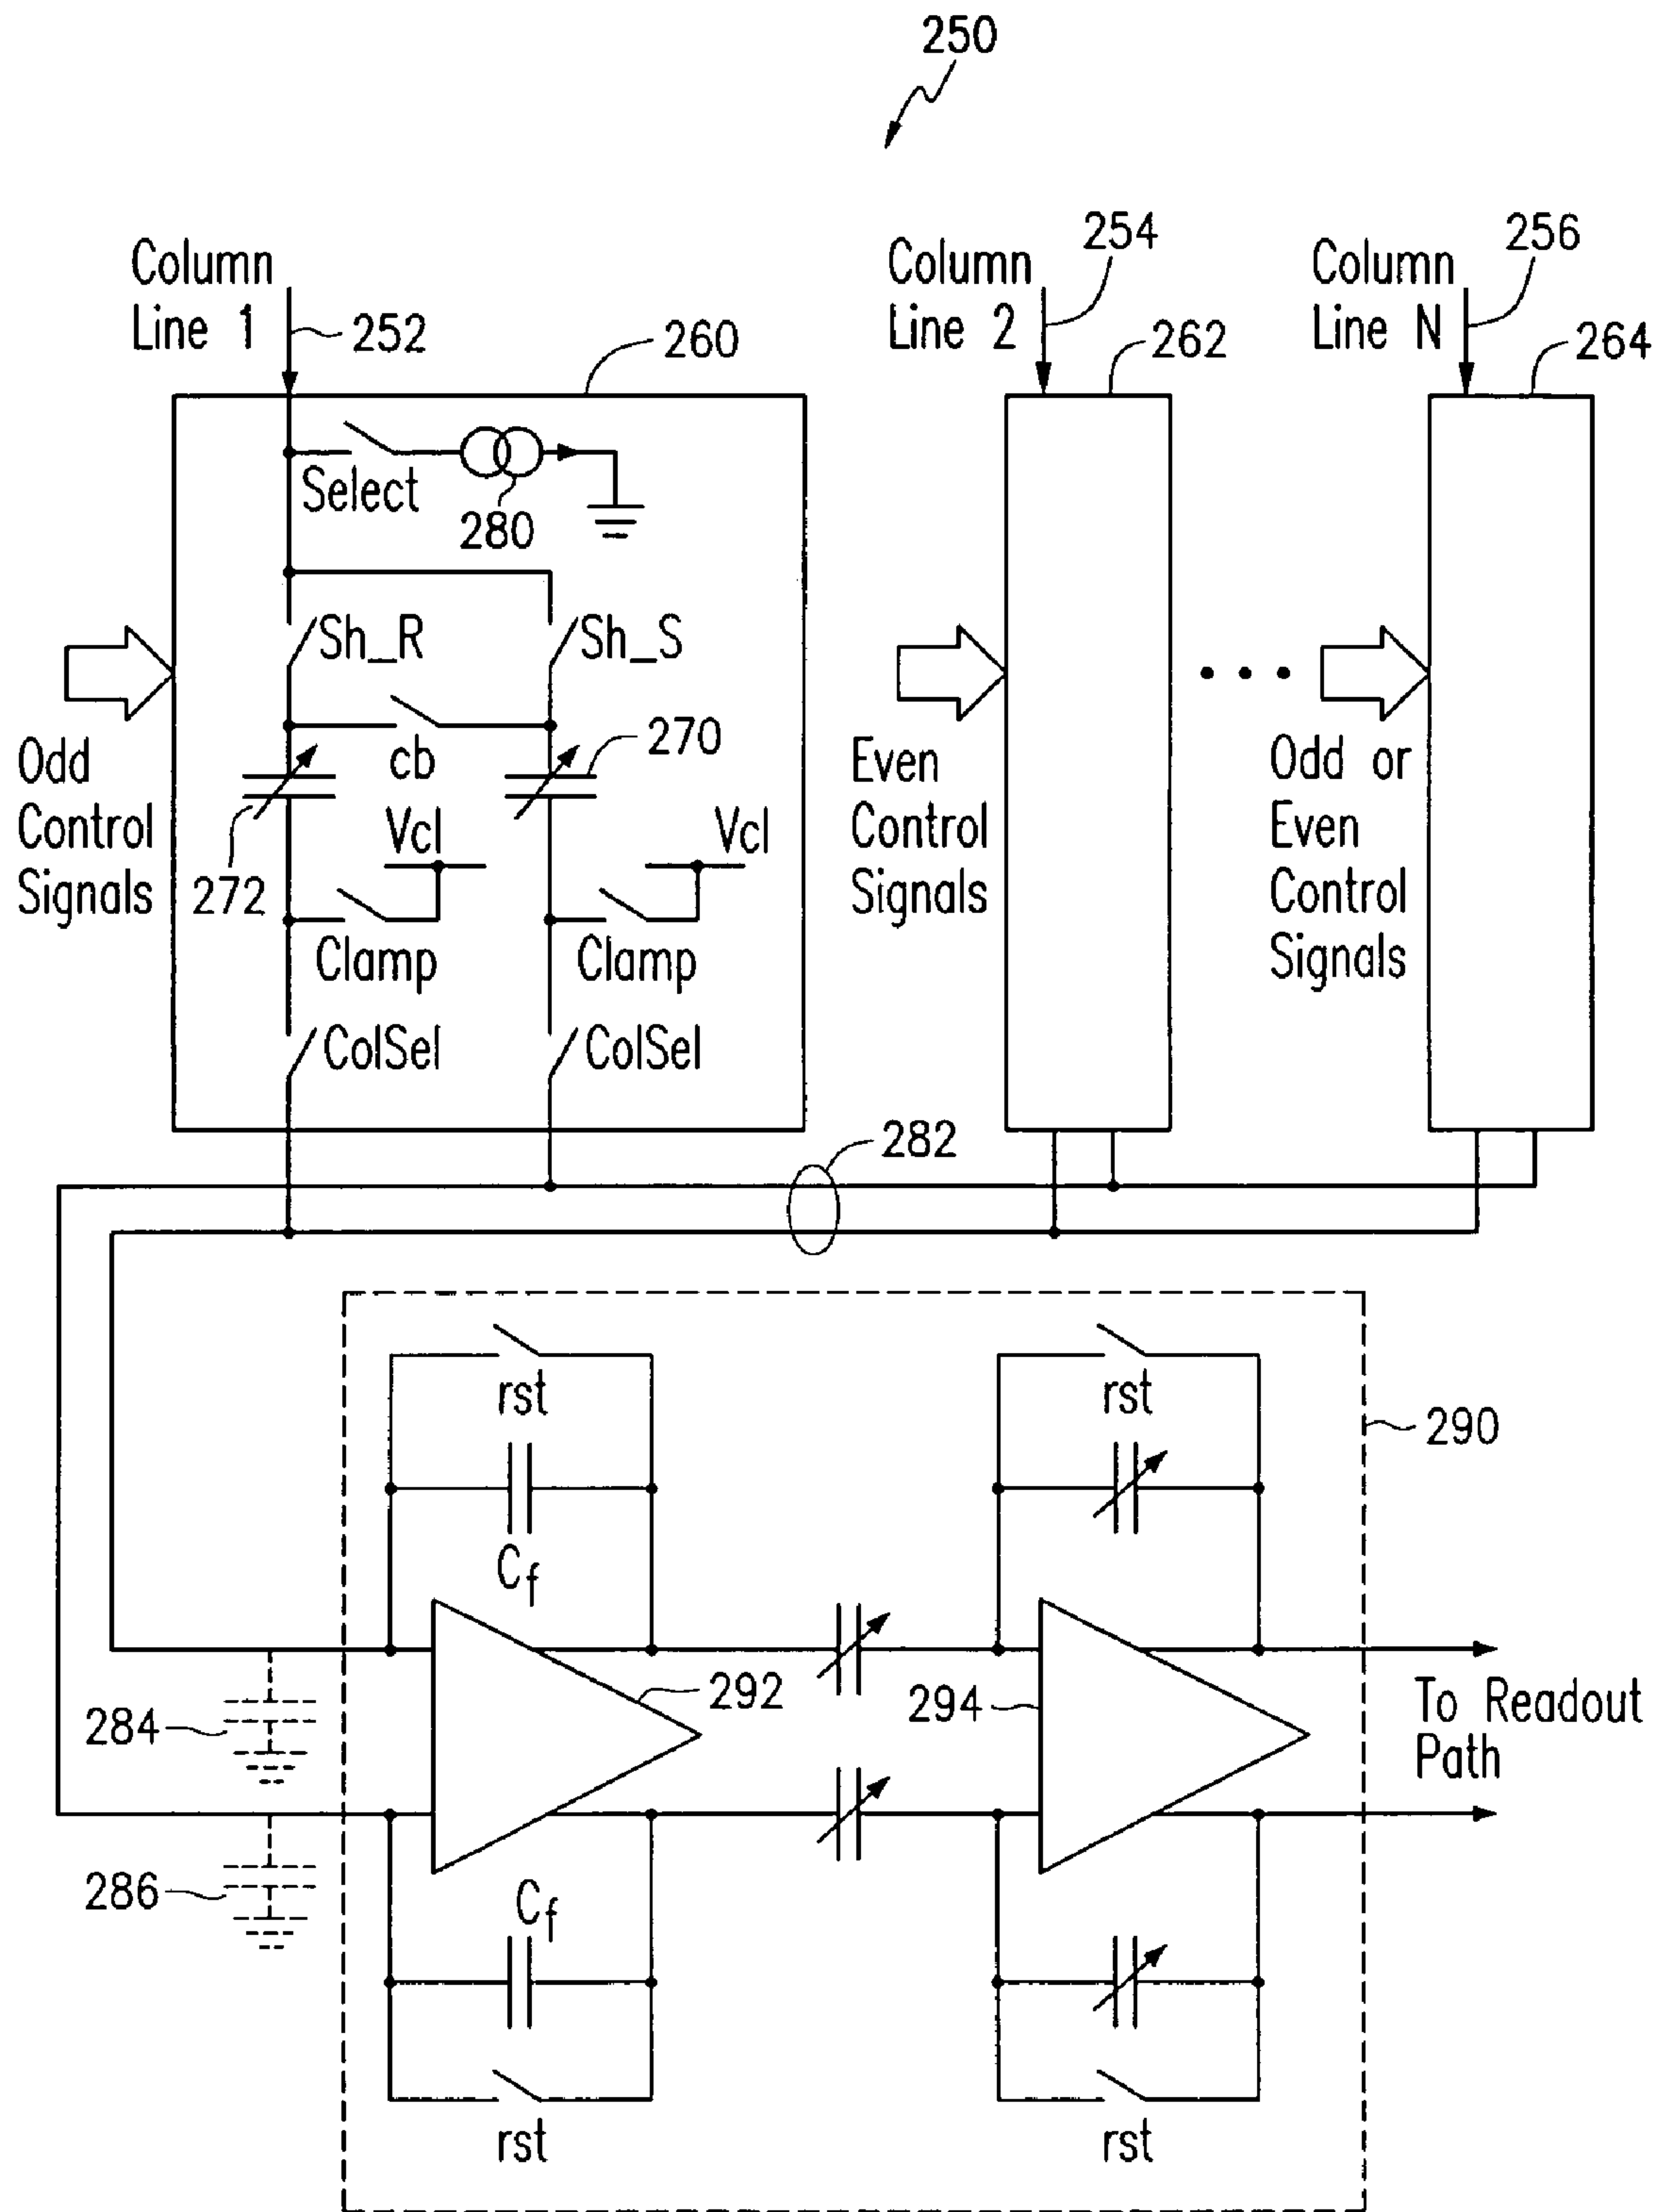 250
Column
Line 1
252
260
Column
Line 2
254
262
Column
Line N
256
264
Select
280
Sh_R
Sh_S
cb
270
272
Vcl
Vcl
Clamp
Clamp
ColSel
ColSel
Odd
Control
Signals
Even
Control
Signals
Odd or
Even
Control
Signals
282
rst
rst
290
Cf
292
294
284
286
To Readout
Path
Cf
rst
rst